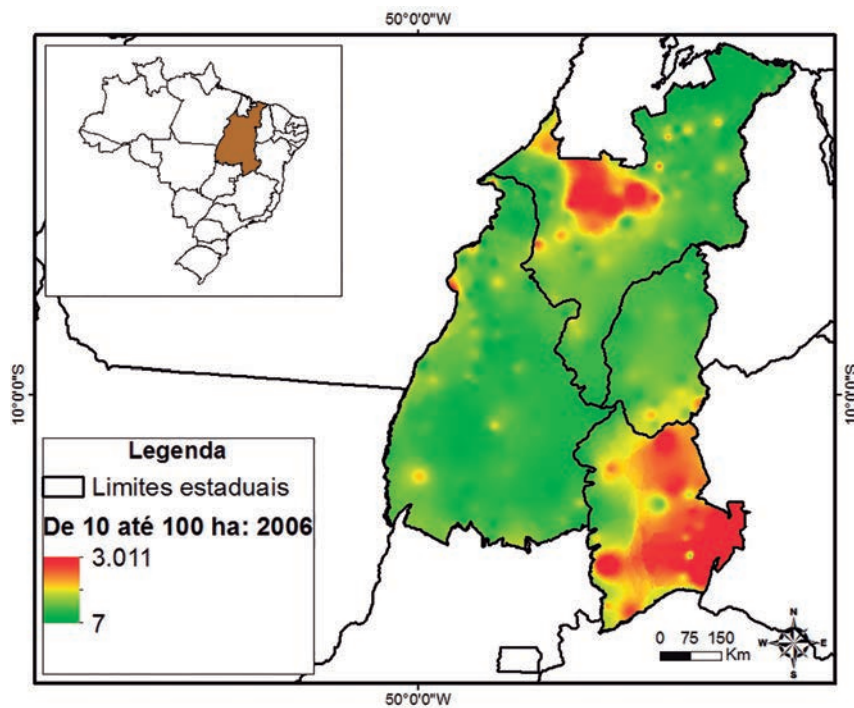 50°0'0"W
10°0'0"S
10°0'0"S
Legenda
Limites estaduais
De 10 até 100 ha: 2006
3.011
7
N
W E
S
0 75 150
Km
50°0'0"W